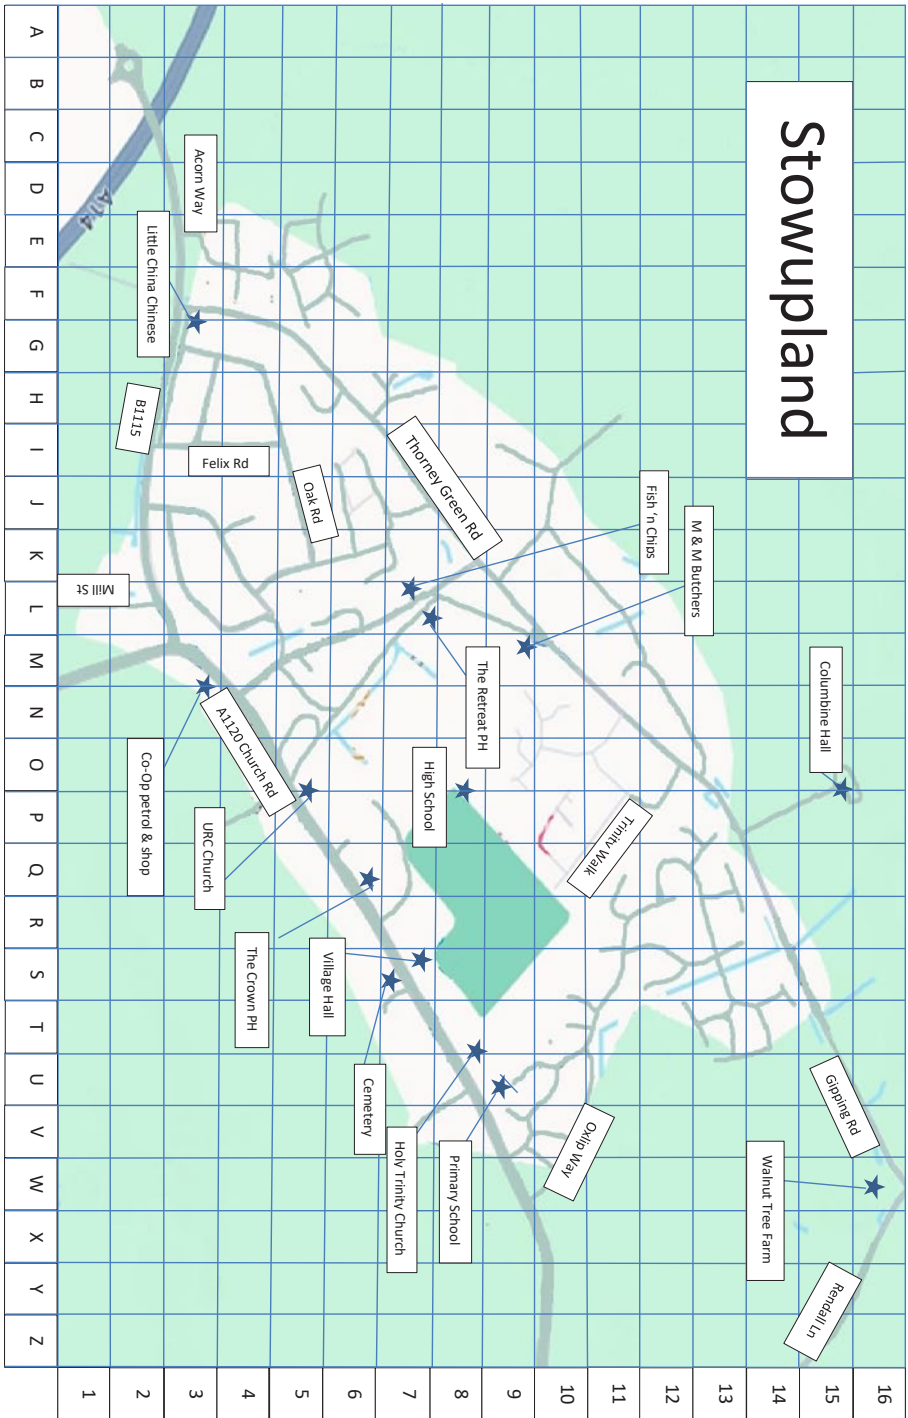 Stowupland
A
B
C
D
E
F
G
H
I
J
K
L
M
N
O
P
Q
R
S
T
U
V
W
X
Y
Z
16
15
14
13
12
11
10
9
8
7
6
5
4
3
2
1
Columbine Hall
Gipping Rd
Walnut Tree Farm
Rendall Ln
M & M Butchers
Fish 'n Chips
Trinity Walk
Oxlip Way
Thorney Green Rd
The Retreat PH
High School
Primary School
Holy Trinity Church
Cemetery
Village Hall
The Crown PH
Oak Rd
Felix Rd
A1120 Church Rd
URC Church
Co-Op petrol & shop
Acorn Way
Little China Chinese
B1115
Mill St
A14